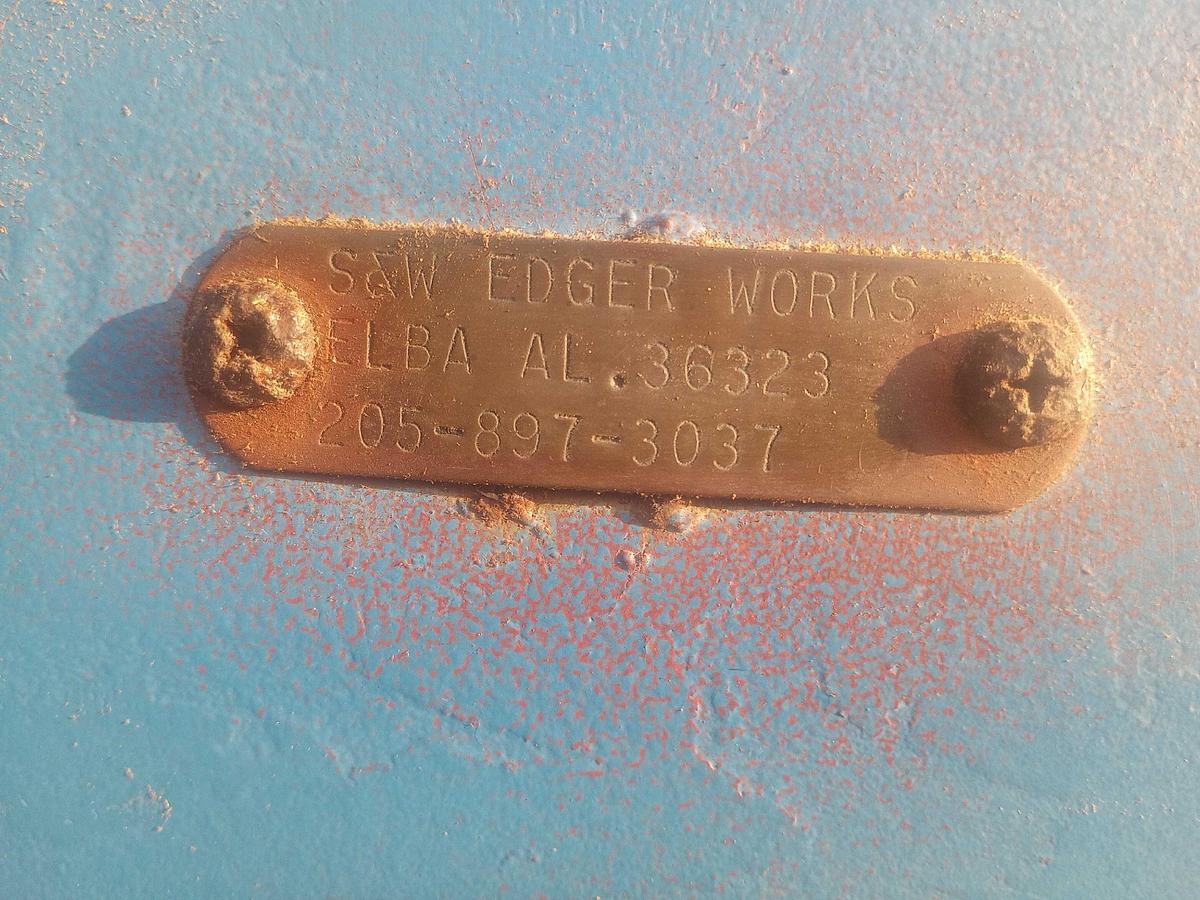 S&W EDGER WORKS
ELBA AL. 36323
205-897-3037